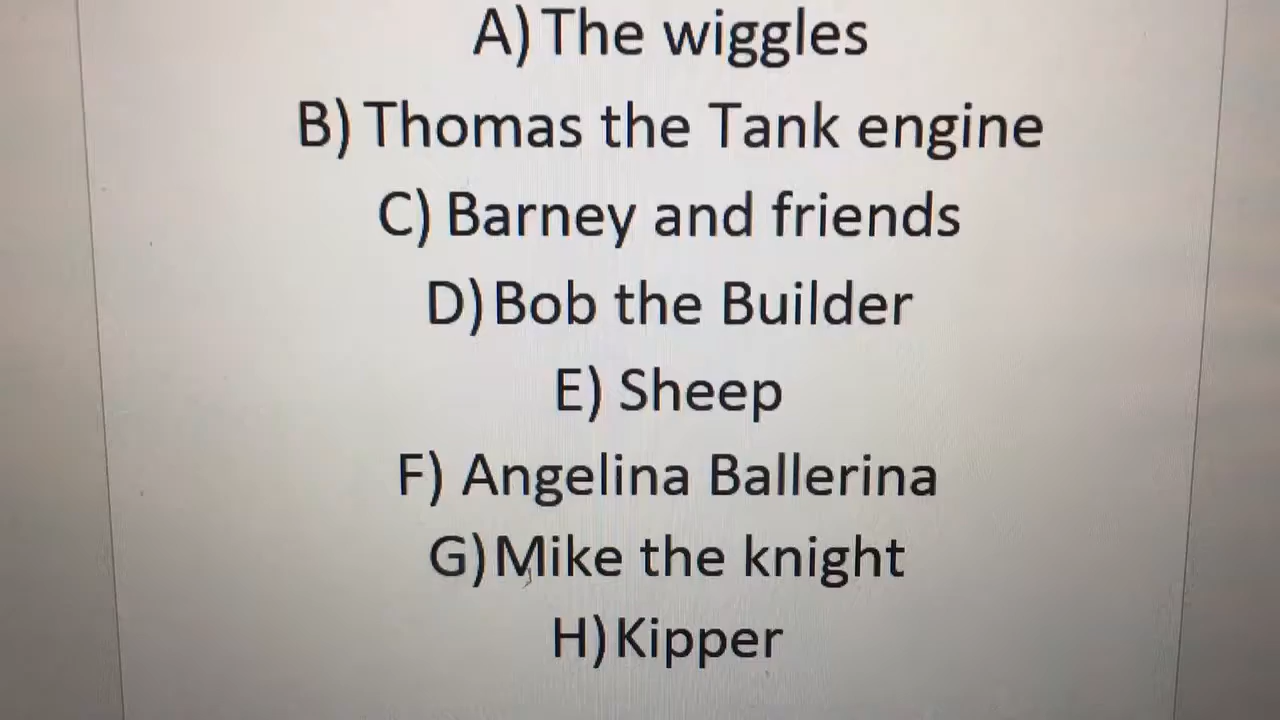 A) The wiggles
B) Thomas the Tank engine
C) Barney and friends
D) Bob the Builder
E) Sheep
F) Angelina Ballerina
G) Mike the knight
H) Kipper